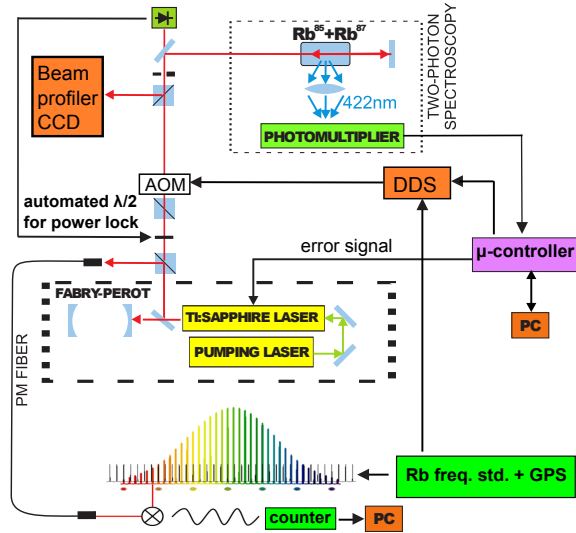 Rb⁸⁵+Rb⁸⁷
Beam
profiler
CCD
422nm
PHOTOMULTIPLIER
TWO-PHOTON
SPECTROSCOPY
AOM
DDS
automated λ/2
for power lock
error signal
μ-controller
FABRY-PEROT
TI:SAPPHIRE LASER
PUMPING LASER
PC
PM FIBER
Rb freq. std. + GPS
counter
PC